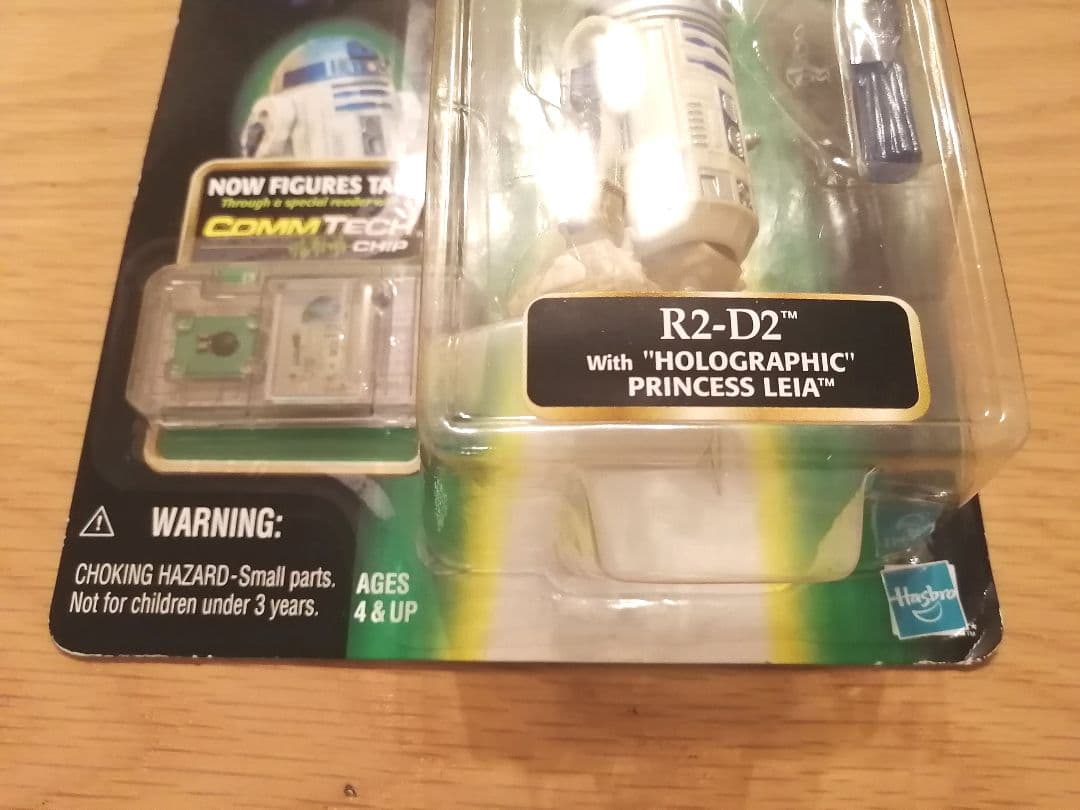 NOW FIGURES TA
Through a special reader
COMMTECH
CHIP
R2-D2™
With "HOLOGRAPHIC"
PRINCESS LEIA™
WARNING:
CHOKING HAZARD-Small parts.
Not for children under 3 years.
AGES
4 & UP
Hasbro